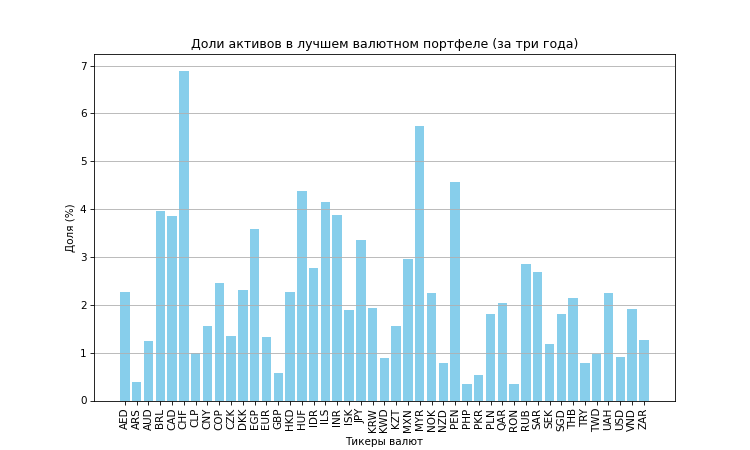 Доли активов в лучшем валютном портфеле (за три года)
Доля (%)
7
6
5
4
3
2
1
0
AED ARS AUD BRL CAD CHF CLP CNY COP CZK DKK EGP EUR GBP HKD HUF IDR ILS INR ISK JPY KRW KWD KZT MXN MYR NOK NZD PEN PHP PKR PLN QAR RON RUB SAR SEK SGD THB TRY TWD UAH USD VND ZAR
Тикеры валют